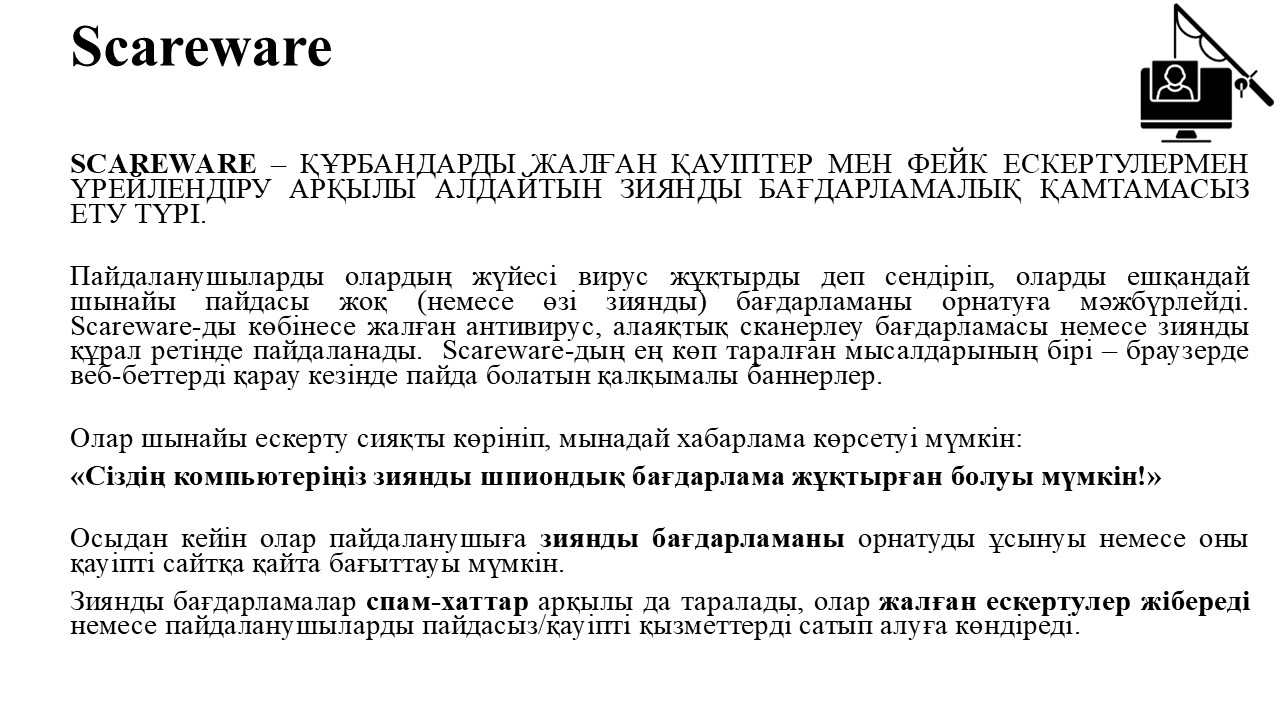 Scareware
SCAREWARE – ҚҰРБАНДАРДЫ ЖАЛҒАН ҚАУІПТЕР МЕН ФЕЙК ЕСКЕРТУЛЕРМЕН
ҮРЕЙЛЕНДІРУ АРҚЫЛЫ АЛДАЙТЫН ЗИЯНДЫ БАҒДАРЛАМАЛЫҚ ҚАМТАМАСЫЗ
ЕТУ ТҮРІ.
Пайдаланушыларды олардың жүйесі вирус жұқтырды деп сендіріп, оларды ешқандай
шынайы пайдасы жоқ (немесе өзі зиянды) бағдарламаны орнатуға мәжбүрлейді.
Scareware-ды көбінесе жалған антивирус, алаяқтық сканерлеу бағдарламасы немесе зиянды
құрал ретінде пайдаланады. Scareware-дың ең көп таралған мысалдарының бірі – браузерде
веб-беттерді қарау кезінде пайда болатын қалқымалы баннерлер.
Олар шынайы ескерту сияқты көрініп, мынадай хабарлама көрсетуі мүмкін:
«Сіздің компьютеріңіз зиянды шпиондық бағдарлама жұқтырған болуы мүмкін!»
Осыдан кейін олар пайдаланушыға зиянды бағдарламаны орнатуды ұсынуы немесе оны
қауіпті сайтқа қайта бағыттауы мүмкін.
Зиянды бағдарламалар спам-хаттар арқылы да таралады, олар жалған ескертулер жібереді
немесе пайдаланушыларды пайдасыз/қауіпті қызметтерді сатып алуға көндіреді.